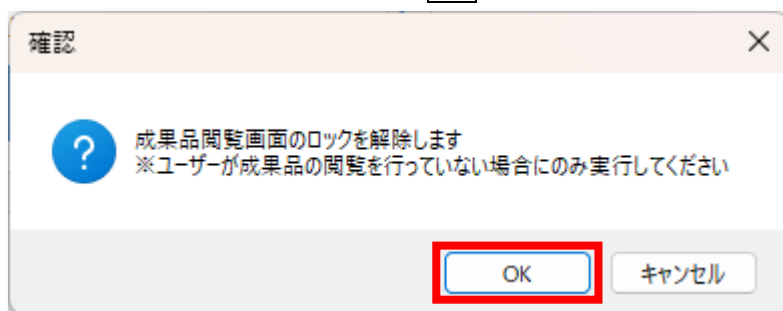 確認
成果品閲覧画面のロックを解除します
※ユーザーが成果品の閲覧を行っていない場合にのみ実行してください
OK
キャンセル